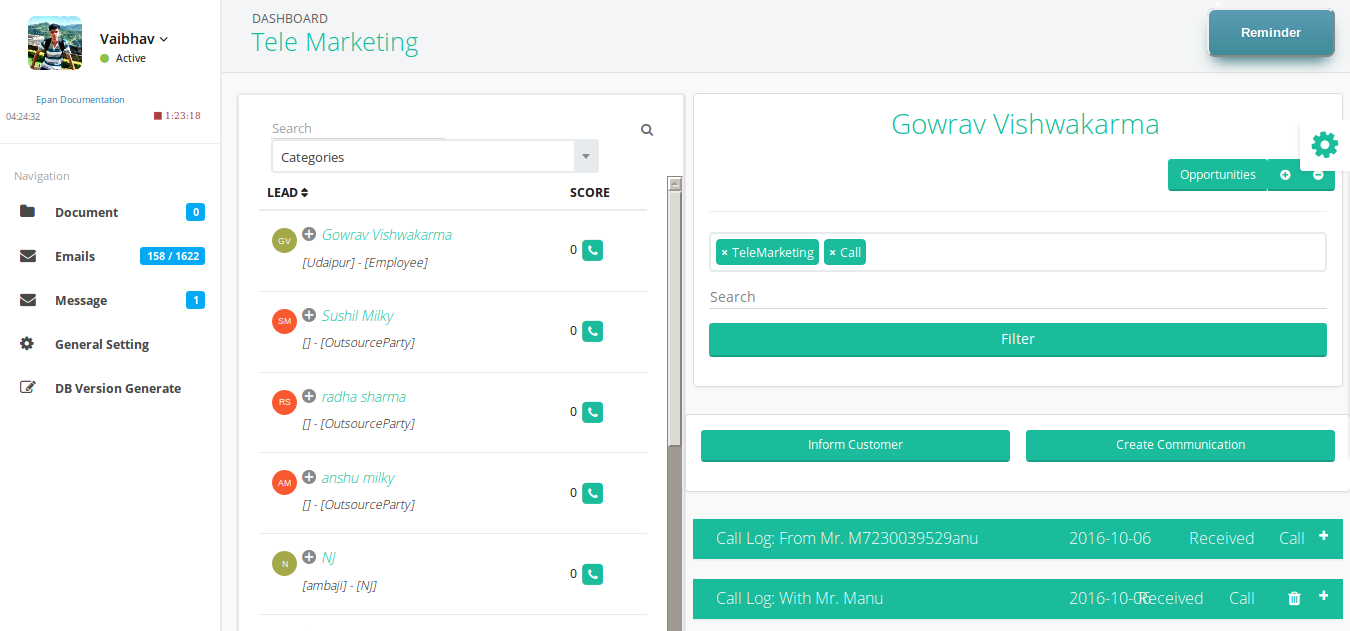 Vaibhav
Active
Epan Documentation
04:24:32
1:23:18
Navigation
Document 0
Emails 158 / 1622
Message 1
General Setting
DB Version Generate
DASHBOARD
Tele Marketing
Reminder
Search
Categories
LEAD SCORE
GV Gowrav Vishwakarma 0
[Udaipur] - [Employee]
SM Sushil Milky 0
[] - [OutsourceParty]
RS radha sharma 0
[] - [OutsourceParty]
AM anshu milky 0
[] - [OutsourceParty]
N NJ 0
[ambaji] - [NJ]
Gowrav Vishwakarma
Opportunities
× TeleMarketing × Call
Search
Filter
Inform Customer Create Communication
Call Log: From Mr. M7230039529anu 2016-10-06 Received Call
Call Log: With Mr. Manu 2016-10-06 Received Call